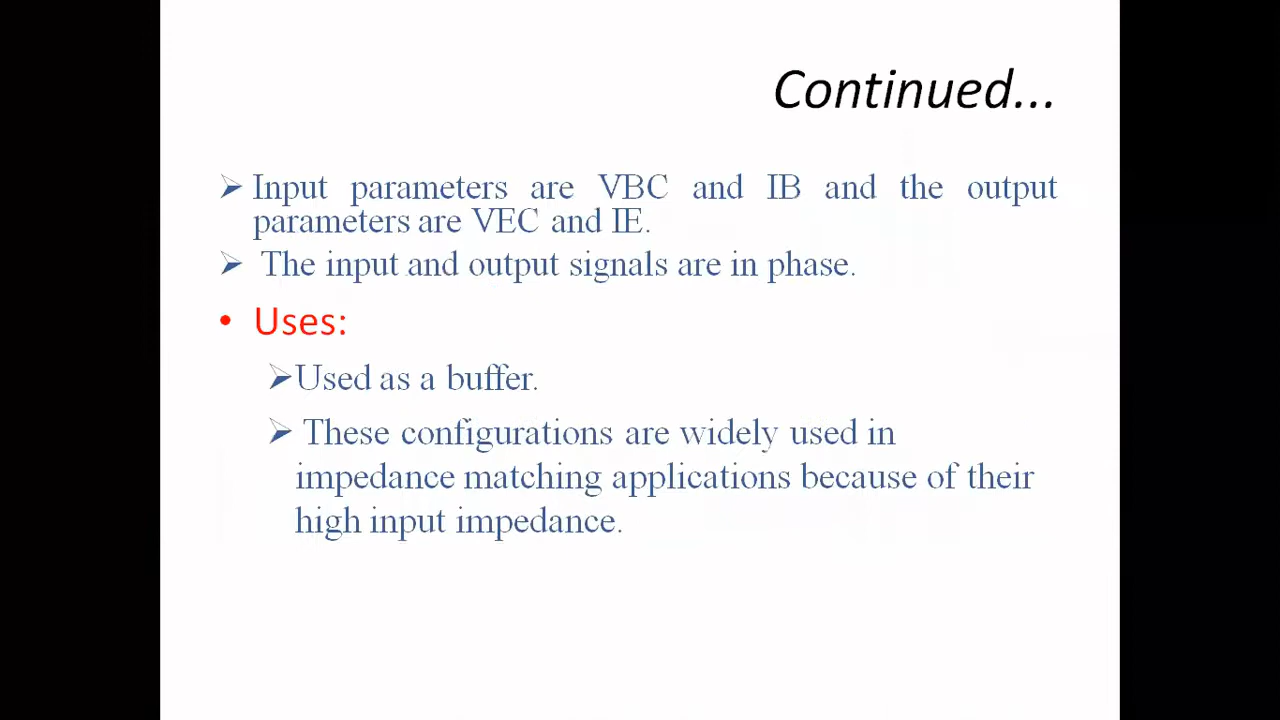 Continued...
➢ Input parameters are VBC and IB and the output
parameters are VEC and IE.
➢ The input and output signals are in phase.
• Uses:
➢Used as a buffer.
➢ These configurations are widely used in
impedance matching applications because of their
high input impedance.